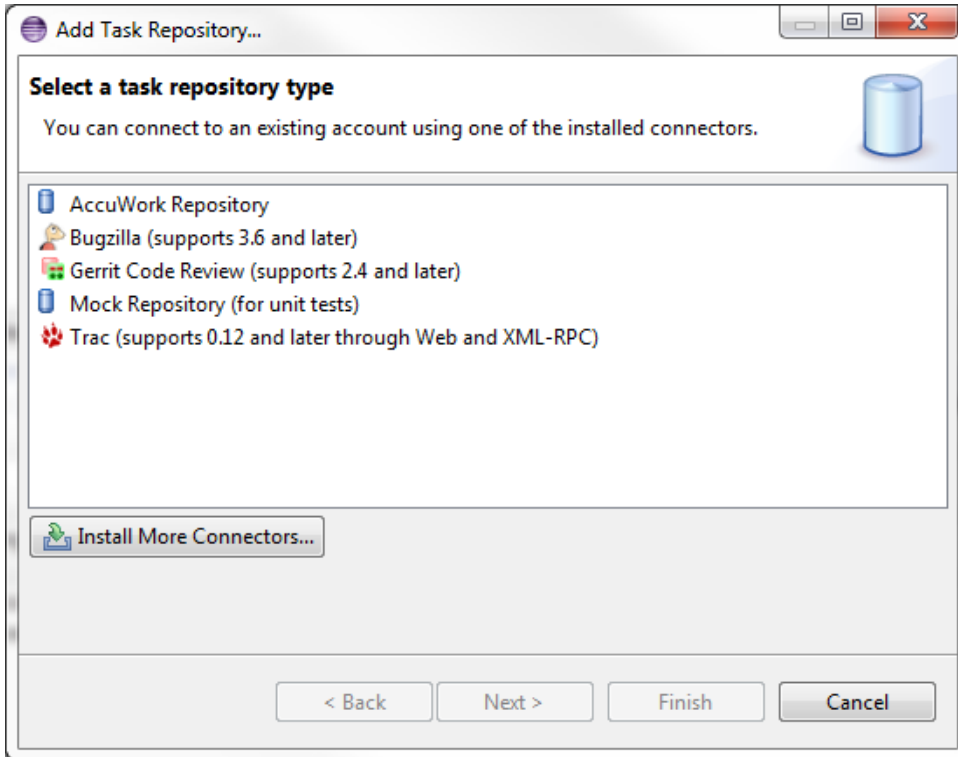 Add Task Repository...
Select a task repository type
You can connect to an existing account using one of the installed connectors.
AccuWork Repository
Bugzilla (supports 3.6 and later)
Gerrit Code Review (supports 2.4 and later)
Mock Repository (for unit tests)
Trac (supports 0.12 and later through Web and XML-RPC)
Install More Connectors...
< Back Next > Finish Cancel